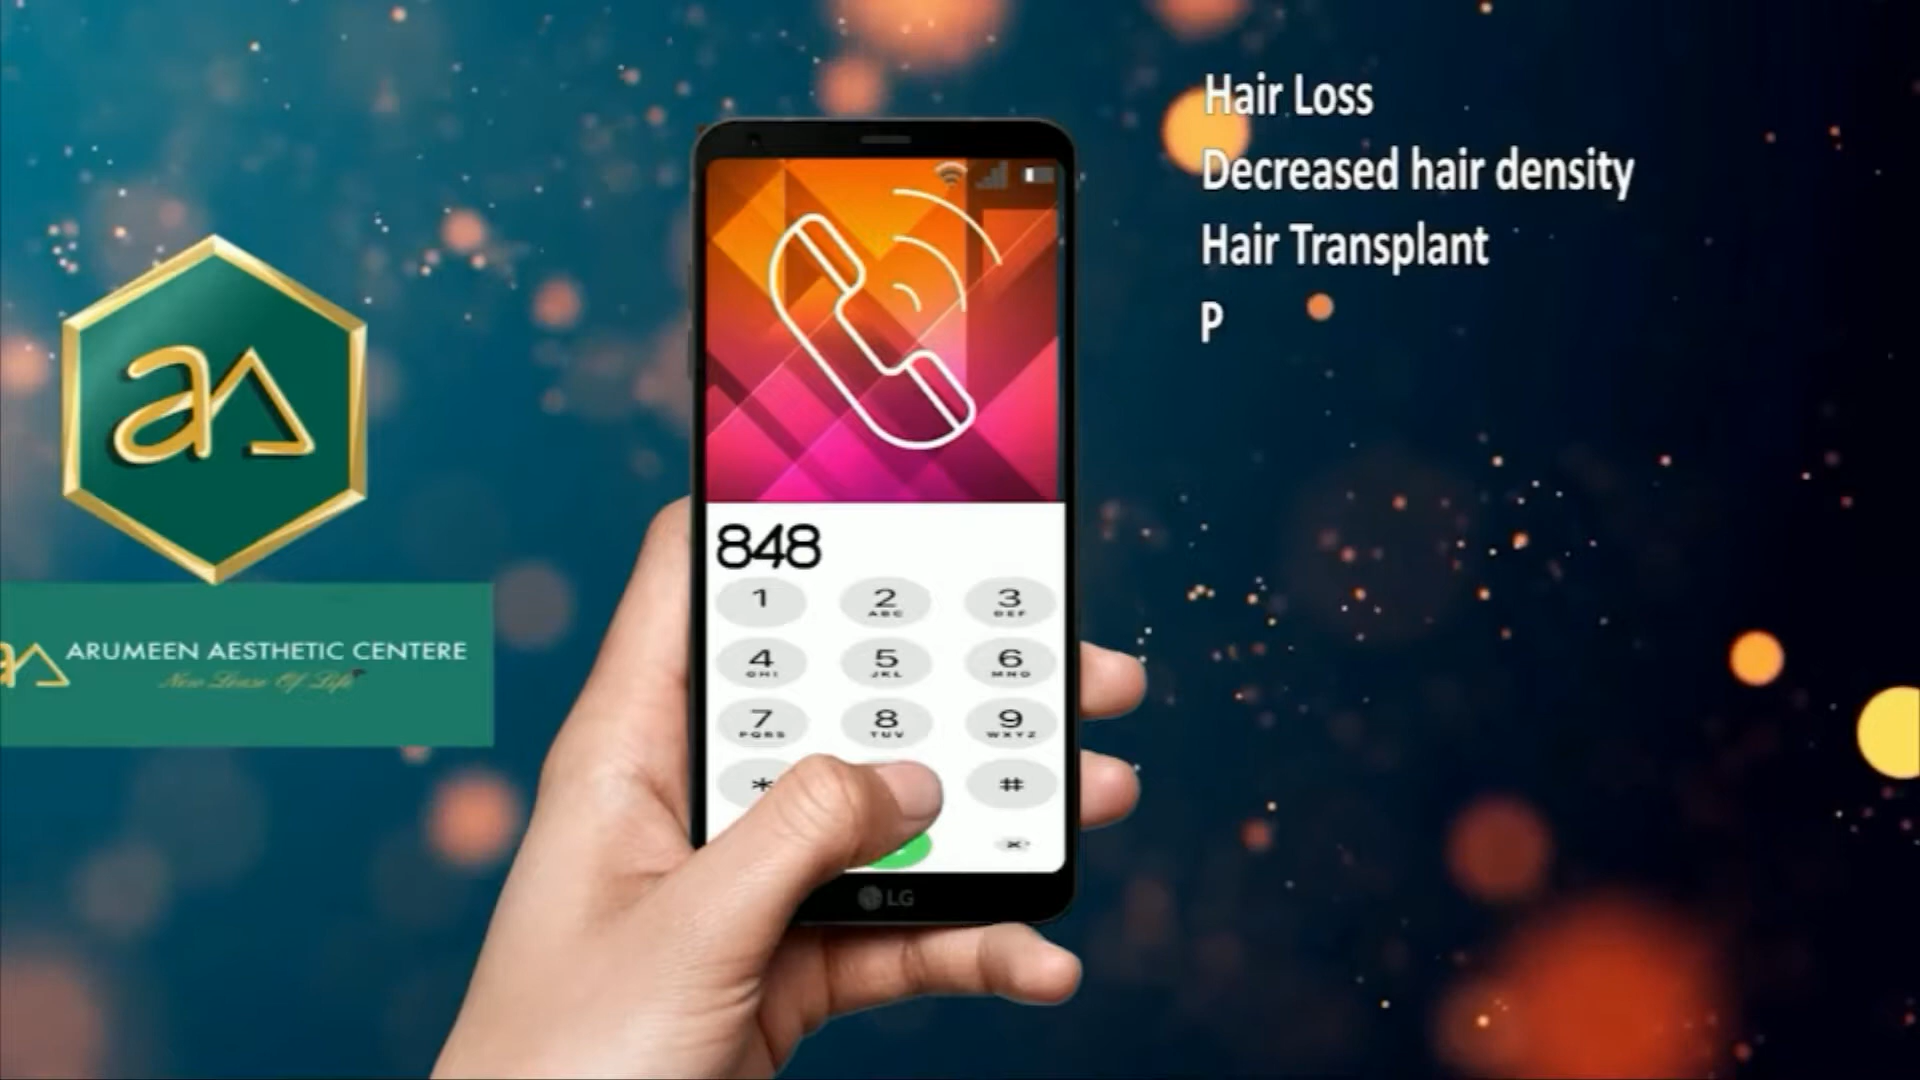 Hair Loss
Decreased hair density
Hair Transplant
P
ARUMEEN AESTHETIC CENTERE
New Lease Of Life
848
1
2 ABC
3 DEF
4 GHI
5 JKL
6 MNO
7 PQRS
8 TUV
9 WXYZ
* #
LG